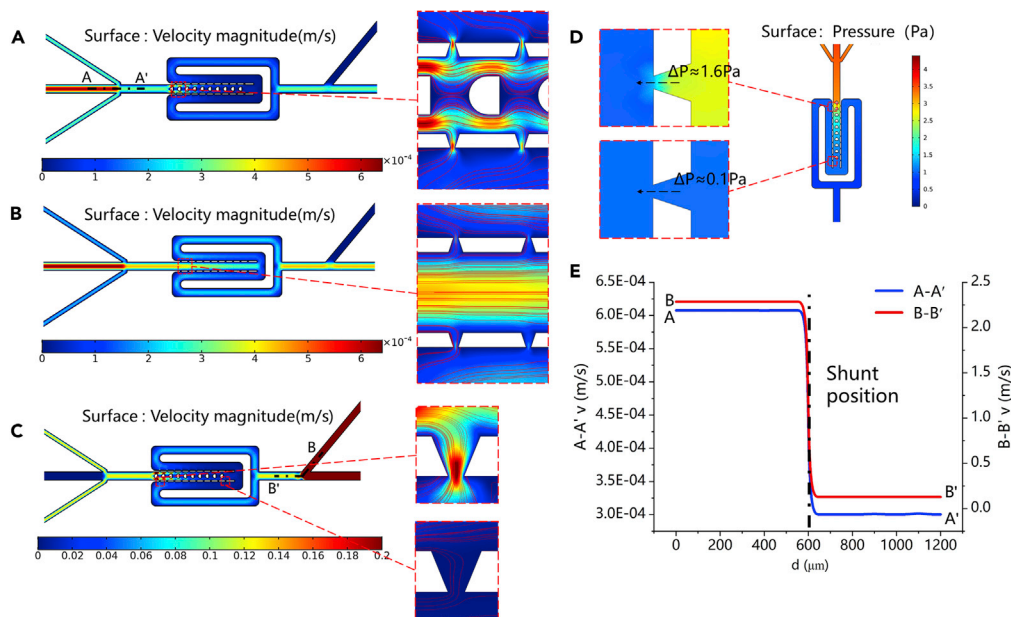 A
Surface : Velocity magnitude(m/s)
A
A'
×10⁻⁴
0
1
2
3
4
5
6
B
Surface : Velocity magnitude(m/s)
×10⁻⁴
0
1
2
3
4
5
6
C
Surface : Velocity magnitude(m/s)
B
B'
0
0.02
0.04
0.06
0.08
0.1
0.12
0.14
0.16
0.18
0.2
D
Surface: Pressure (Pa)
ΔP≈1.6Pa
ΔP≈0.1Pa
4
3.5
3
2.5
2
1.5
1
0.5
0
E
6.5E-04
6.0E-04
5.5E-04
5.0E-04
4.5E-04
4.0E-04
3.5E-04
3.0E-04
A-A' v (m/s)
B
A
A-A'
B-B'
Shunt
position
B'
A'
2.5
2.0
1.5
1.0
0.5
0.0
B-B' v (m/s)
0
200
400
600
800
1000
1200
d (μm)